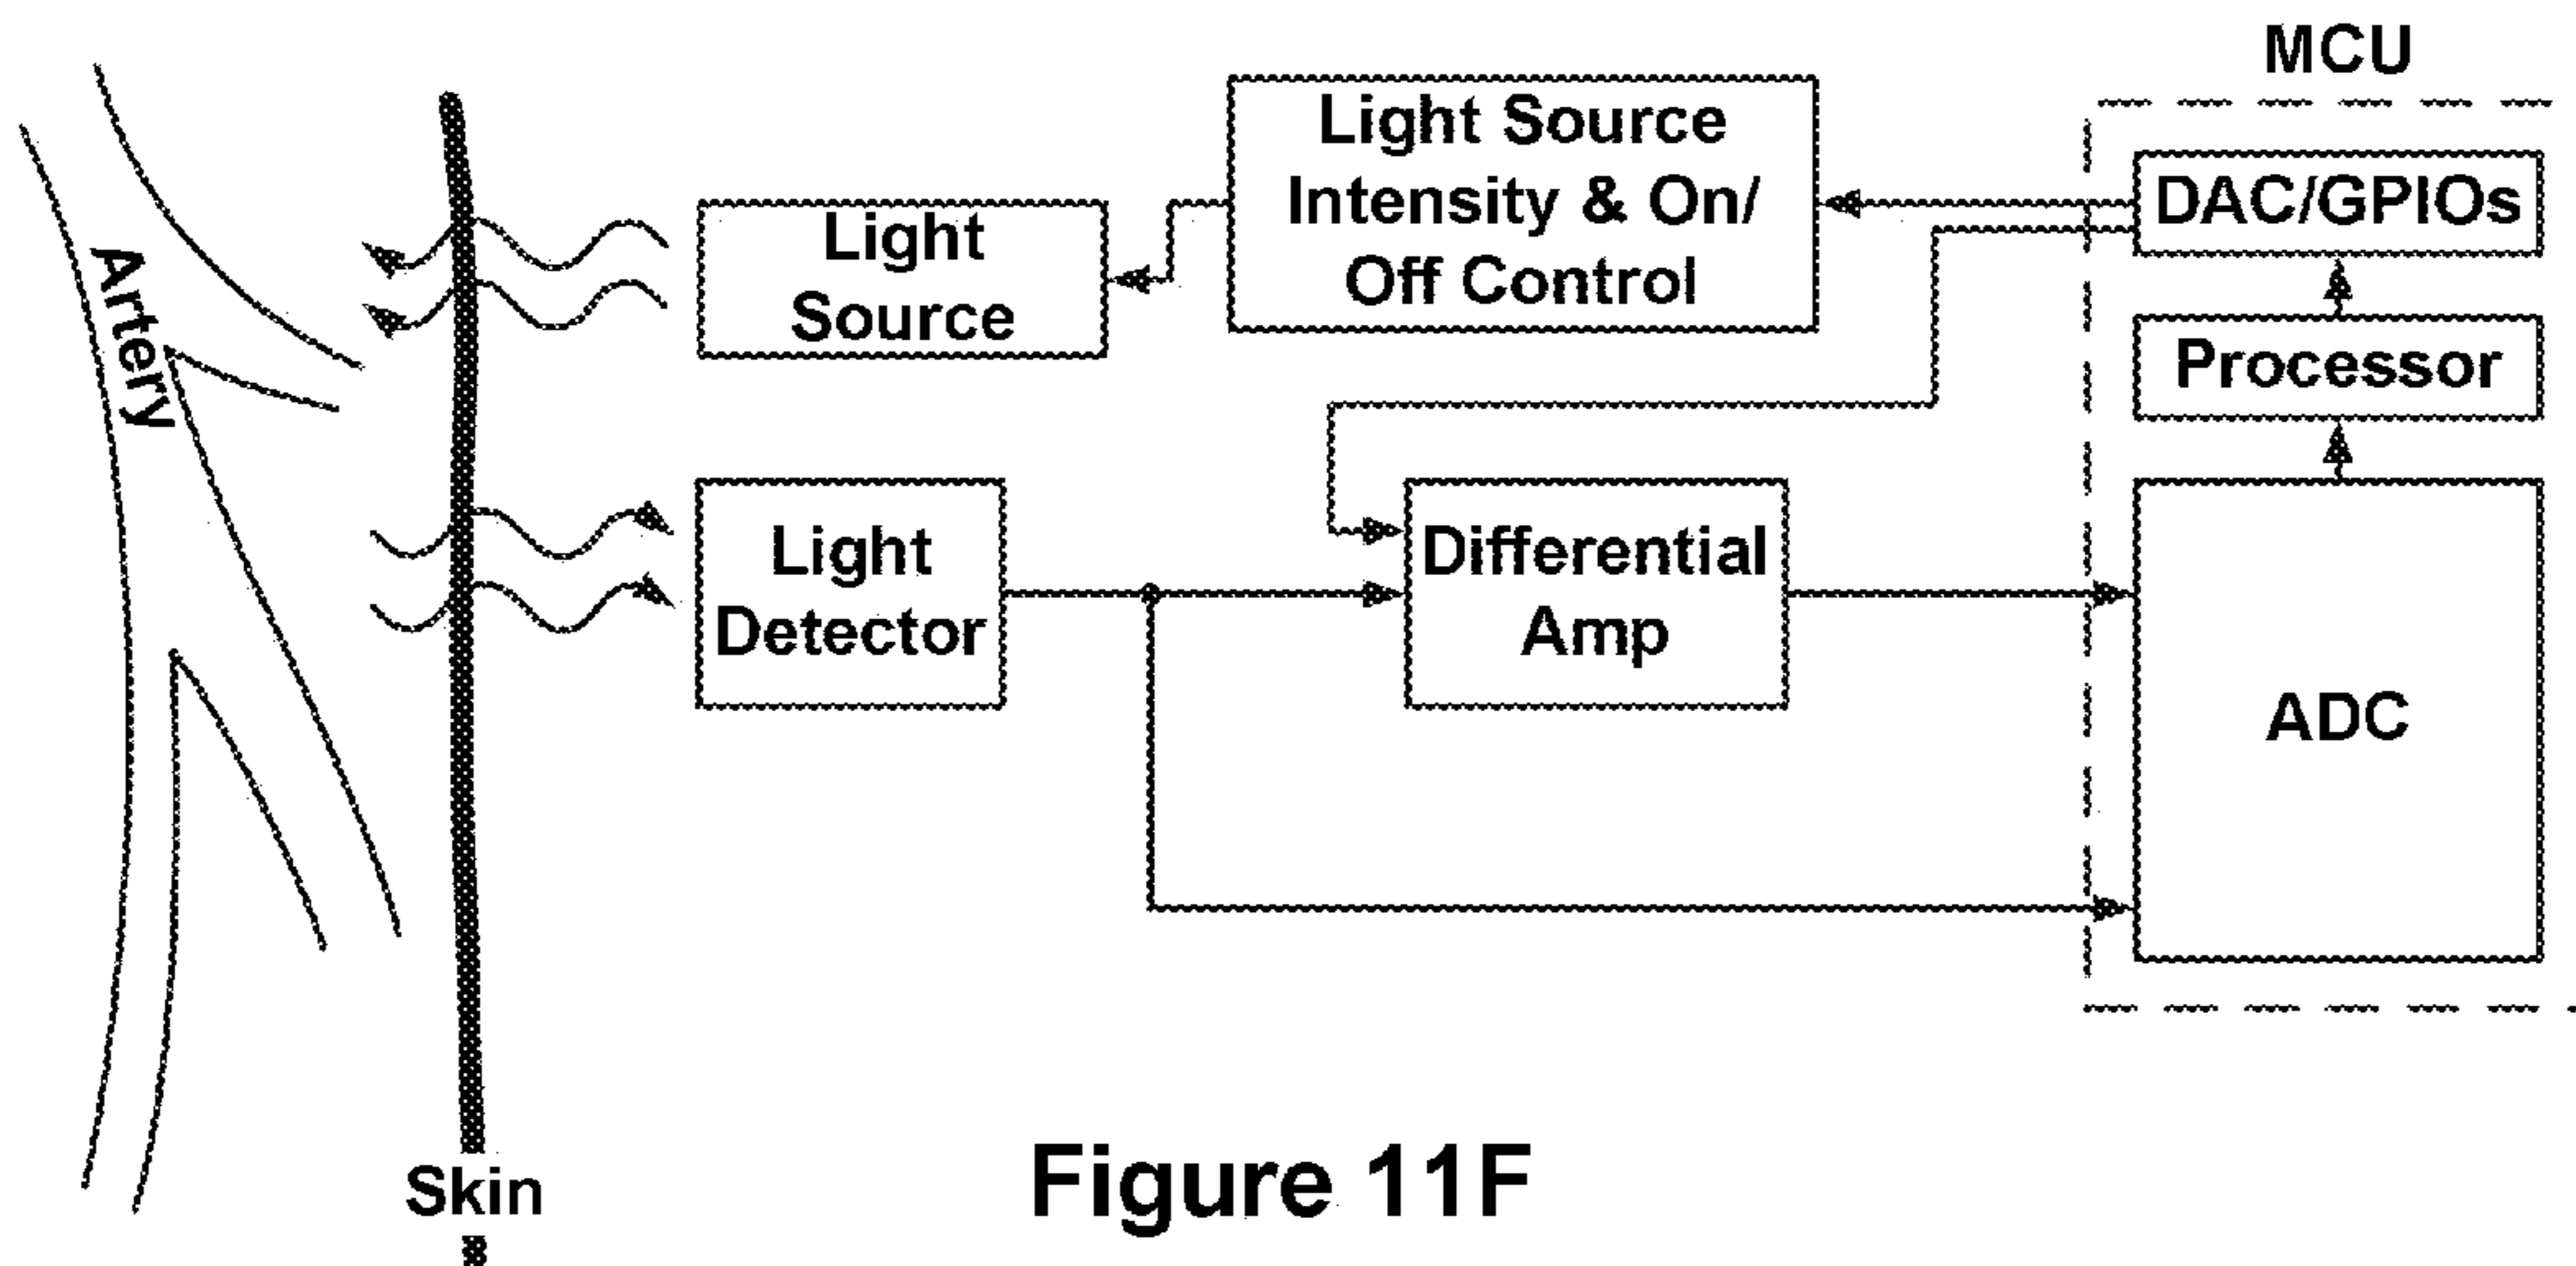 MCU
Light Source
Intensity & On/
Off Control
DAC/GPIOs
Light
Source
Artery
Processor
Light
Detector
Differential
Amp
ADC
Skin
Figure 11F